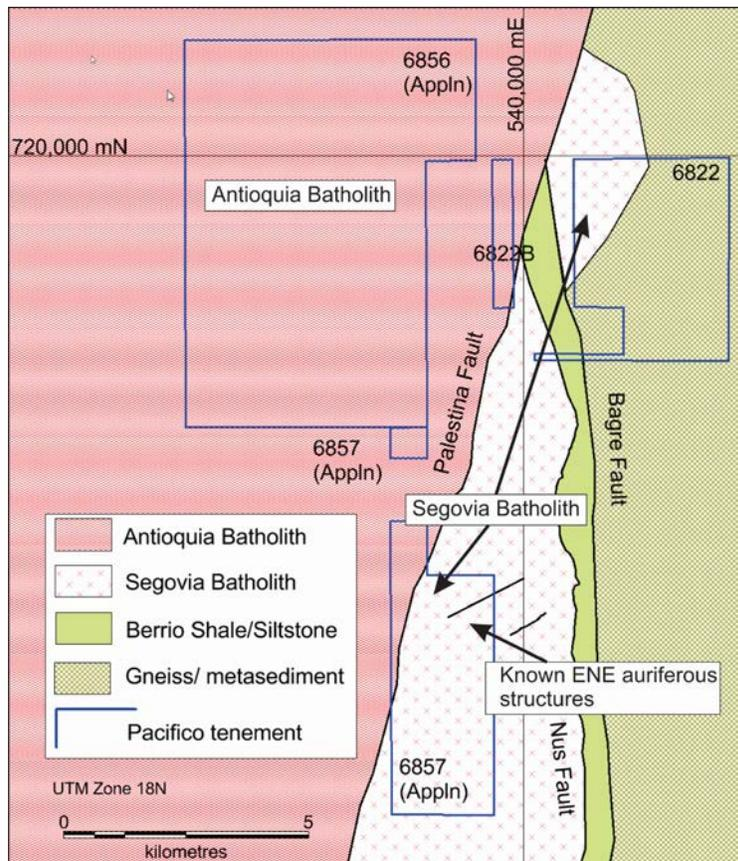 6856
(Appln)
540,000 mE
720,000 mN
6822
Antioquia Batholith
6822B
Palestina Fault
Bagre Fault
6857
(Appln)
Segovia Batholith
Antioquia Batholith
Segovia Batholith
Berrio Shale/Siltstone
Gneiss/ metasediment
Pacifico tenement
Known ENE auriferous
structures
Nus Fault
6857
(Appln)
UTM Zone 18N
0 5
kilometres